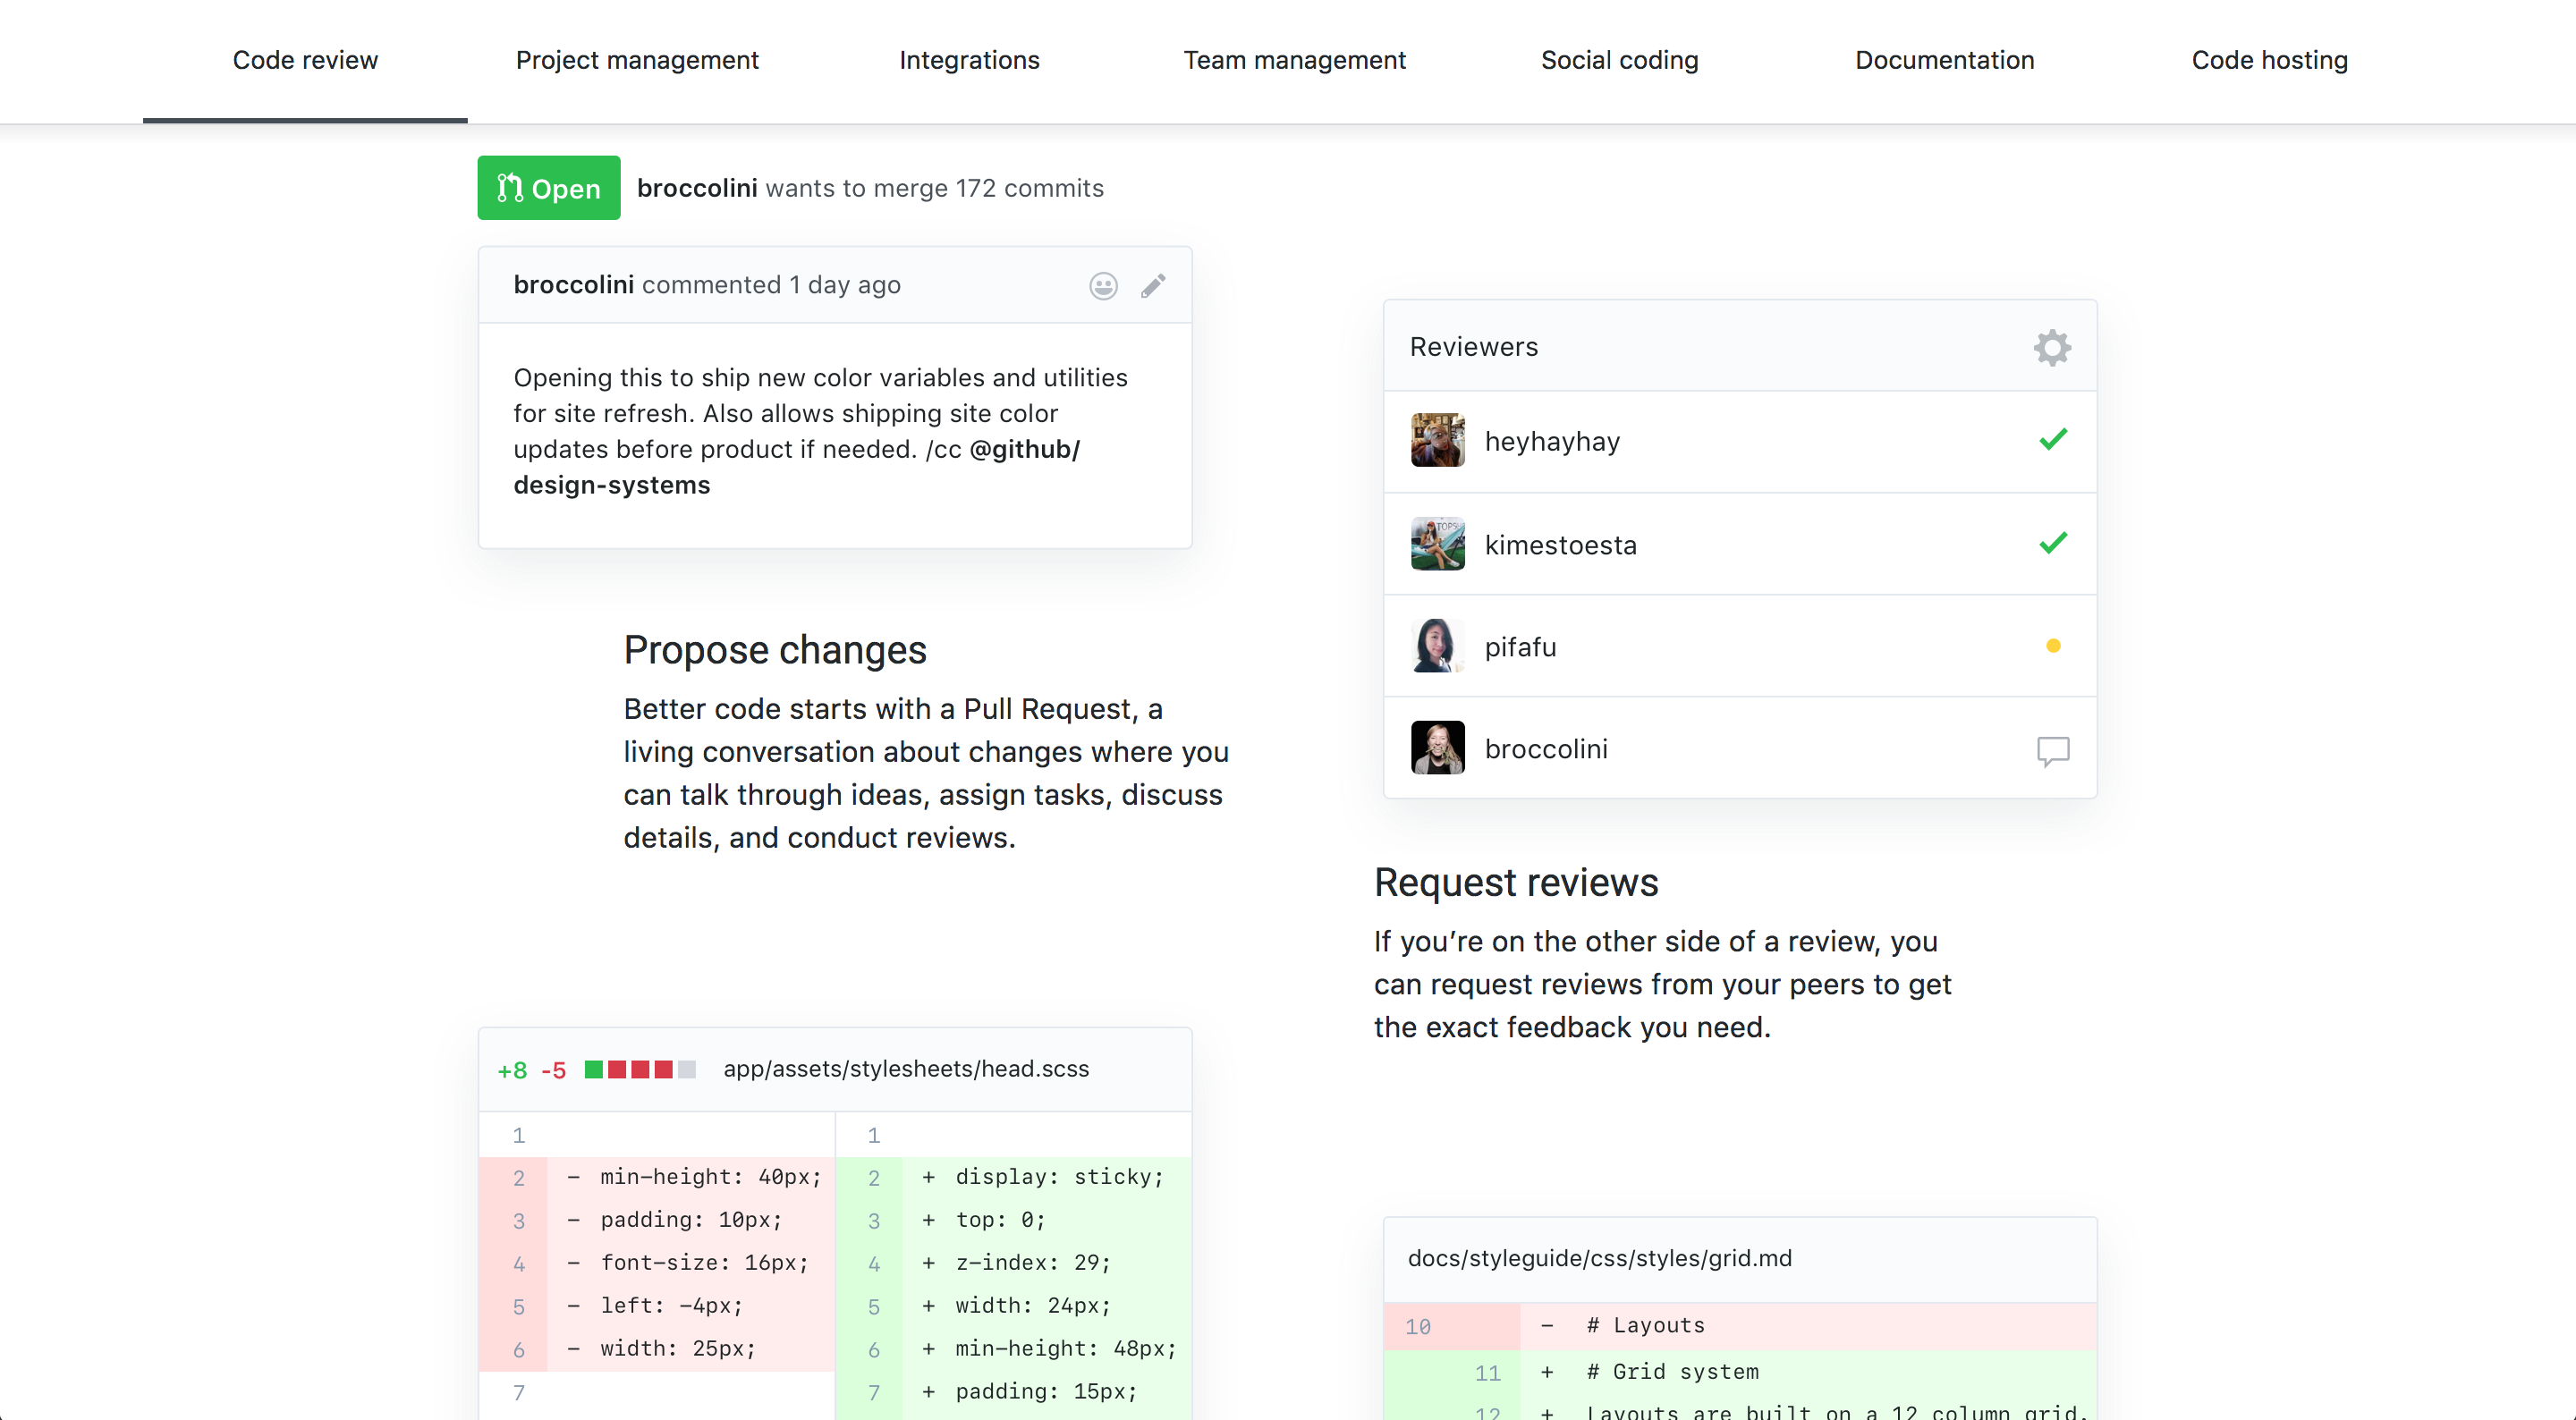 Code review
Project management
Integrations
Team management
Social coding
Documentation
Code hosting
Open
broccolini wants to merge 172 commits
broccolini commented 1 day ago
Opening this to ship new color variables and utilities
for site refresh. Also allows shipping site color
updates before product if needed. /cc @github/
design-systems
Propose changes
Better code starts with a Pull Request, a
living conversation about changes where you
can talk through ideas, assign tasks, discuss
details, and conduct reviews.
Reviewers
heyhayhay
TOPS
kimestoesta
pifafu
broccolini
Request reviews
If you’re on the other side of a review, you
can request reviews from your peers to get
the exact feedback you need.
+8 -5 app/assets/stylesheets/head.scss
1
2 – min-height: 40px;
3 – padding: 10px;
4 – font-size: 16px;
5 – left: -4px;
6 – width: 25px;
7
1
2 + display: sticky;
3 + top: 0;
4 + z-index: 29;
5 + width: 24px;
6 + min-height: 48px;
7 + padding: 15px;
docs/styleguide/css/styles/grid.md
10 – # Layouts
11 + # Grid system
12 + Layouts are built on a 12 column grid.